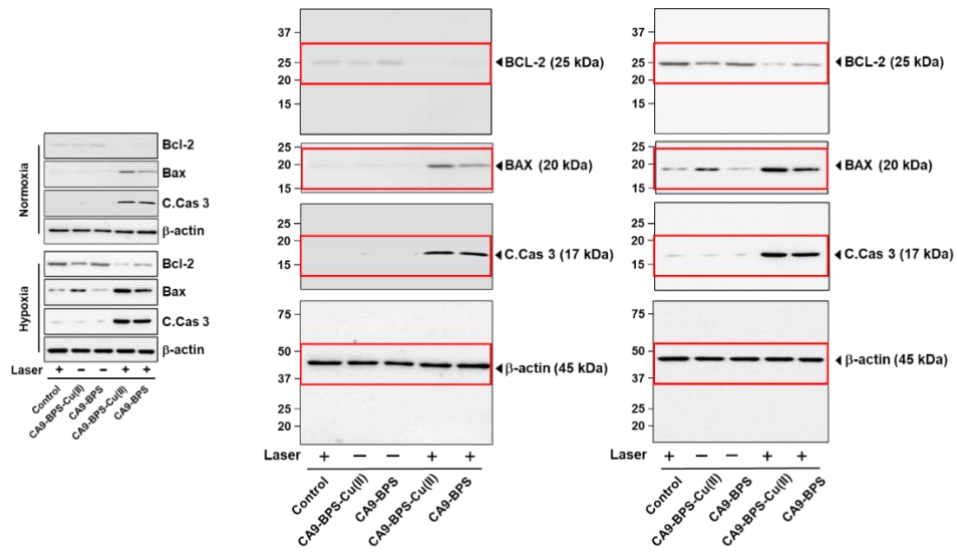 Normoxia
Bcl-2
Bax
C.Cas 3
β-actin
Hypoxia
Bcl-2
Bax
C.Cas 3
β-actin
Laser + − − + +
Control
CA9-BPS-Cu(II)
CA9-BPS
CA9-BPS-Cu(II)
CA9-BPS
37
25
20
15
BCL-2 (25 kDa)
25
20
15
BAX (20 kDa)
25
20
15
C.Cas 3 (17 kDa)
75
50
37
25
20
β-actin (45 kDa)
Laser + − − + +
Control
CA9-BPS-Cu(II)
CA9-BPS
CA9-BPS-Cu(II)
CA9-BPS
37
25
20
15
BCL-2 (25 kDa)
25
20
15
BAX (20 kDa)
25
20
15
C.Cas 3 (17 kDa)
75
50
37
25
20
β-actin (45 kDa)
Laser + − − + +
Control
CA9-BPS-Cu(II)
CA9-BPS
CA9-BPS-Cu(II)
CA9-BPS